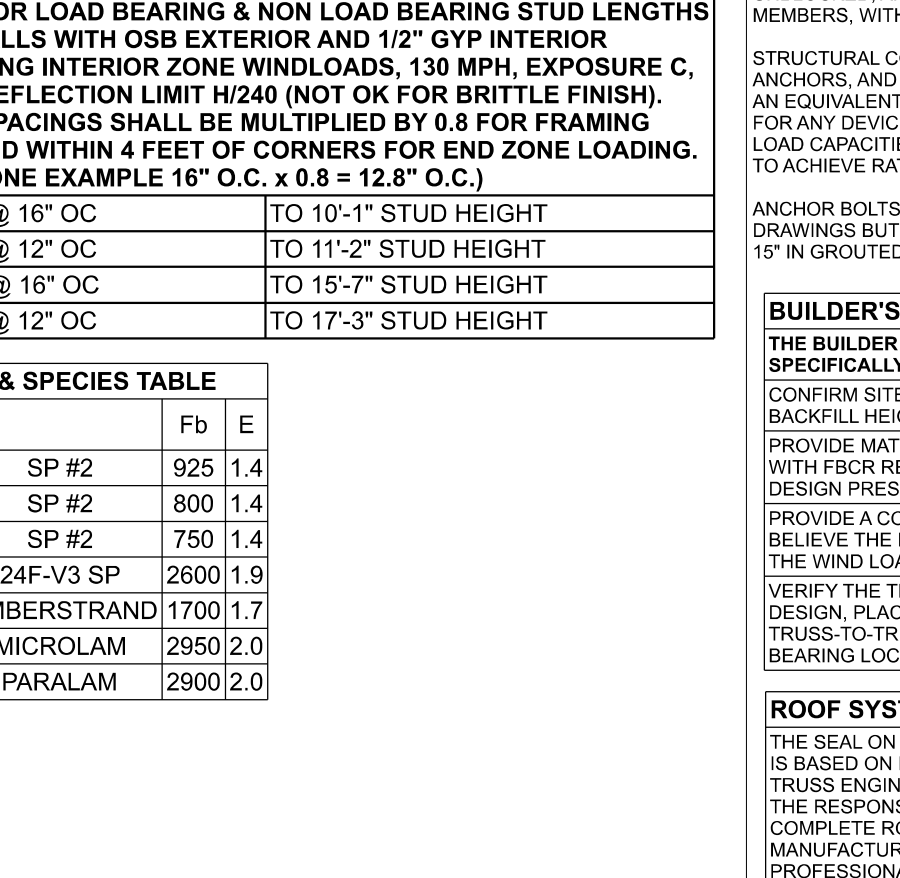 OR LOAD BEARING & NON LOAD BEARING STUD LENGTHS
LLS WITH OSB EXTERIOR AND 1/2" GYP INTERIOR
NG INTERIOR ZONE WINDLOADS, 130 MPH, EXPOSURE C,
EFLECTION LIMIT H/240 (NOT OK FOR BRITTLE FINISH).
PACINGS SHALL BE MULTIPLIED BY 0.8 FOR FRAMING
D WITHIN 4 FEET OF CORNERS FOR END ZONE LOADING.
ONE EXAMPLE 16" O.C. x 0.8 = 12.8" O.C.)
@ 16" OC TO 10'-1" STUD HEIGHT
@ 12" OC TO 11'-2" STUD HEIGHT
@ 16" OC TO 15'-7" STUD HEIGHT
@ 12" OC TO 17'-3" STUD HEIGHT
& SPECIES TABLE
Fb E
SP #2 925 1.4
SP #2 800 1.4
SP #2 750 1.4
24F-V3 SP 2600 1.9
MBERSTRAND 1700 1.7
MICROLAM 2950 2.0
PARALAM 2900 2.0
MEMBERS, WITH
STRUCTURAL CO
ANCHORS, AND
AN EQUIVALENT
FOR ANY DEVIC
LOAD CAPACITIE
TO ACHIEVE RAT
ANCHOR BOLTS
DRAWINGS BUT
15" IN GROUTED
BUILDER'S
THE BUILDER
SPECIFICALLY
CONFIRM SITE
BACKFILL HEIG
PROVIDE MAT
WITH FBCR RE
DESIGN PRES
PROVIDE A CO
BELIEVE THE
THE WIND LOA
VERIFY THE T
DESIGN, PLAC
TRUSS-TO-TR
BEARING LOC
ROOF SYS
THE SEAL ON
IS BASED ON
TRUSS ENGIN
THE RESPONS
COMPLETE RO
MANUFACTUR
PROFESSIONA